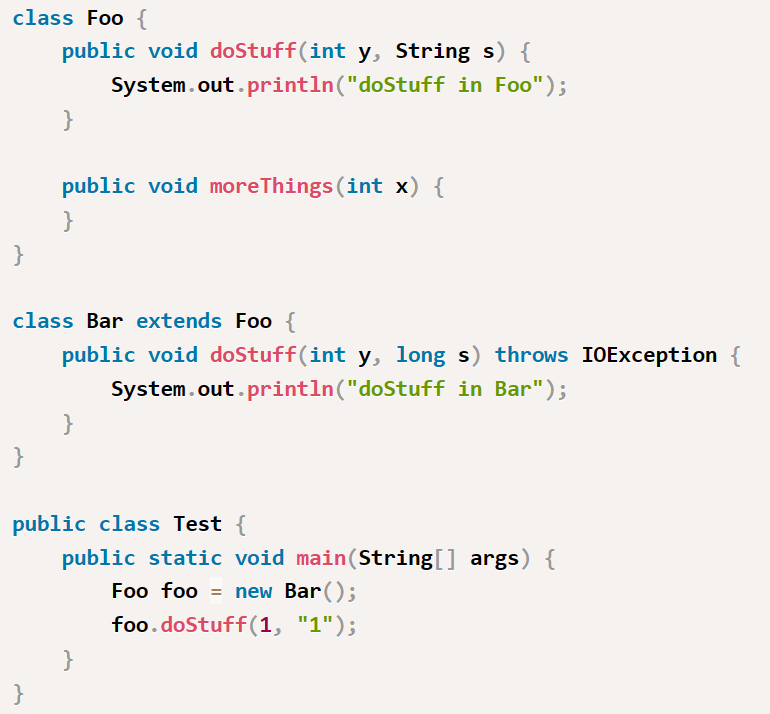 class Foo {
    public void doStuff(int y, String s) {
        System.out.println("doStuff in Foo");
    }

    public void moreThings(int x) {
    }
}

class Bar extends Foo {
    public void doStuff(int y, long s) throws IOException {
        System.out.println("doStuff in Bar");
    }
}

public class Test {
    public static void main(String[] args) {
        Foo foo = new Bar();
        foo.doStuff(1, "1");
    }
}